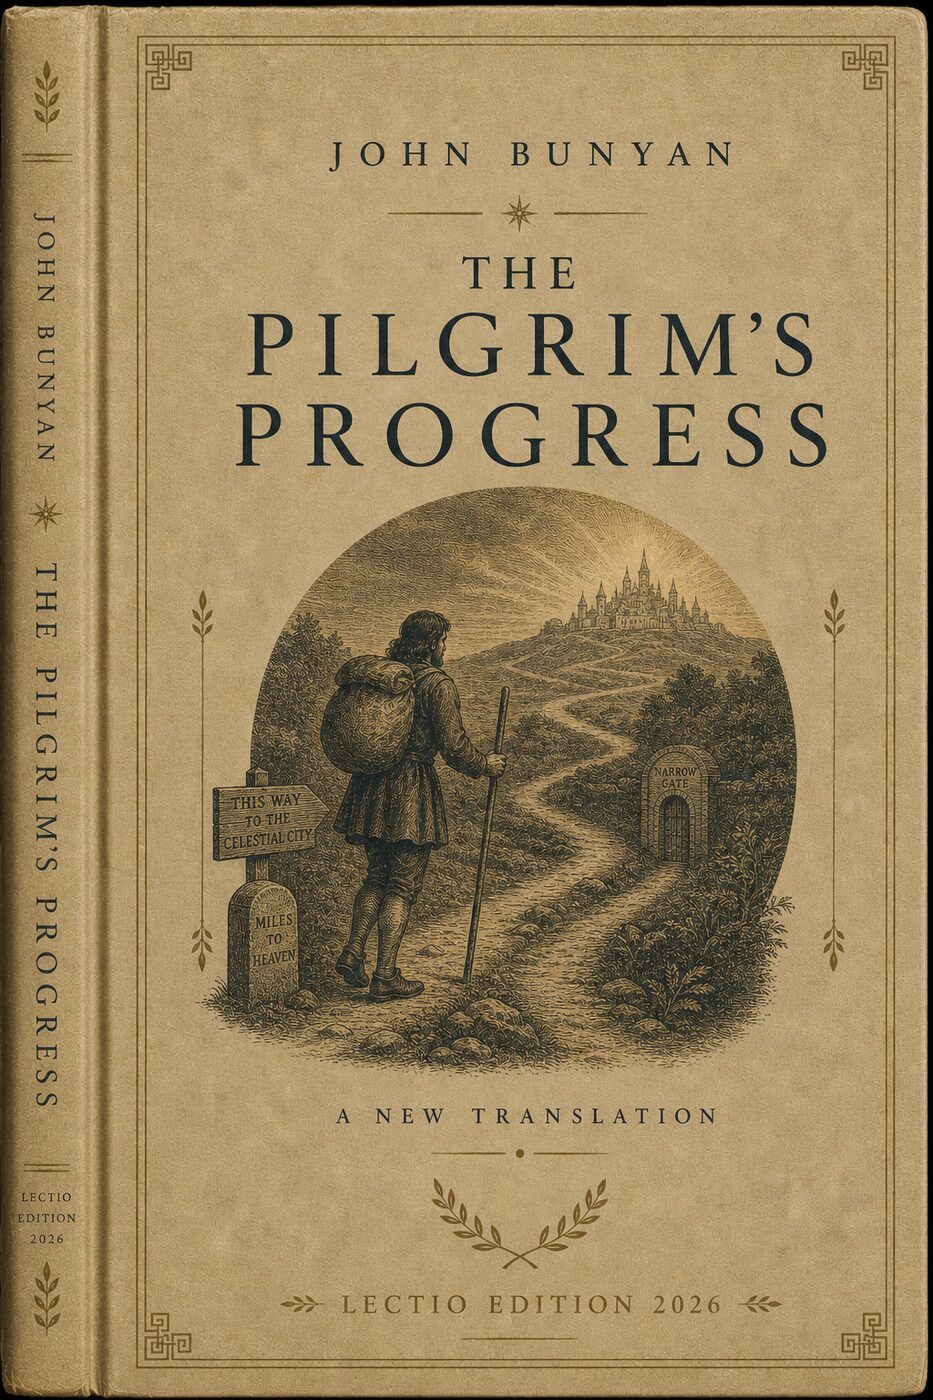 JOHN BUNYAN
THE PILGRIM'S PROGRESS
LECTIO
EDITION
2026
JOHN BUNYAN
THE
PILGRIM'S
PROGRESS
THIS WAY
TO THE
CELESTIAL CITY
MILES
TO
HEAVEN
NARROW
GATE
A NEW TRANSLATION
LECTIO EDITION 2026